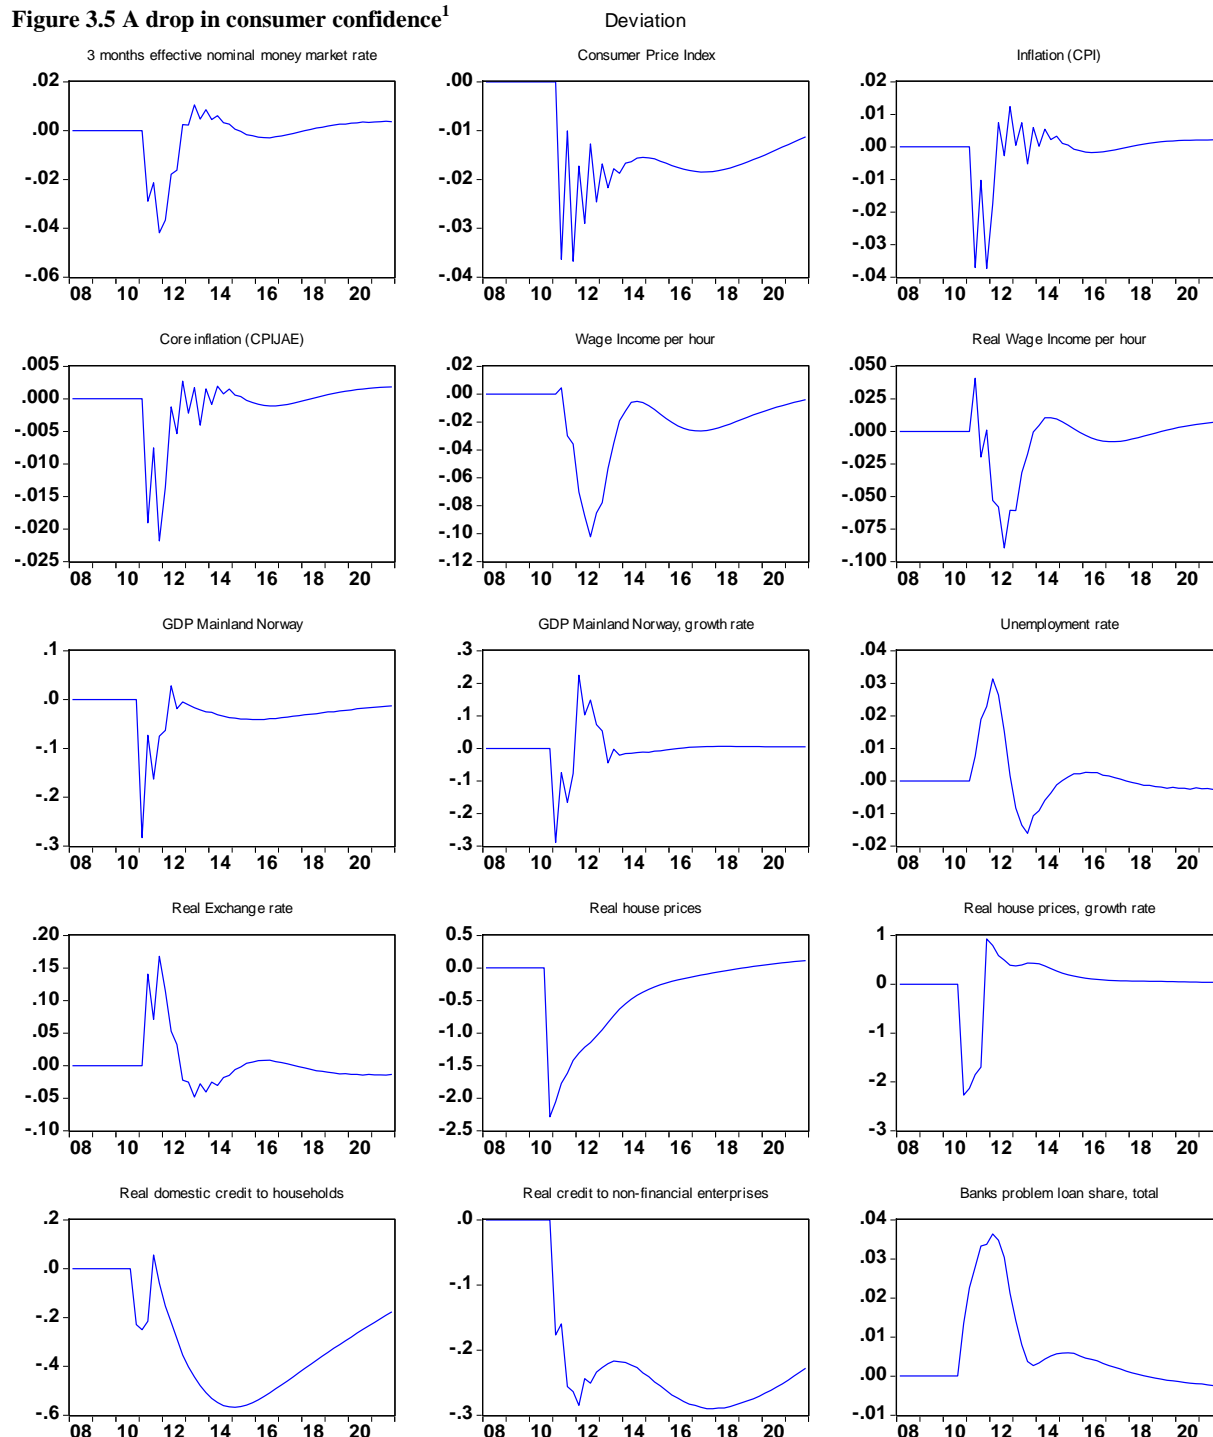 Figure 3.5 A drop in consumer confidence1
Deviation
3 months effective nominal money market rate
Consumer Price Index
Inflation (CPI)
.02
.00
-.02
-.04
-.06
08 10 12 14 16 18 20
.00
-.01
-.02
-.03
-.04
08 10 12 14 16 18 20
.02
.01
.00
-.01
-.02
-.03
-.04
08 10 12 14 16 18 20
Core inflation (CPIJAE)
Wage Income per hour
Real Wage Income per hour
.005
.000
-.005
-.010
-.015
-.020
-.025
08 10 12 14 16 18 20
.02
.00
-.02
-.04
-.06
-.08
-.10
-.12
08 10 12 14 16 18 20
.050
.025
.000
-.025
-.050
-.075
-.100
08 10 12 14 16 18 20
GDP Mainland Norway
GDP Mainland Norway, growth rate
Unemployment rate
.1
.0
-.1
-.2
-.3
08 10 12 14 16 18 20
.3
.2
.1
.0
-.1
-.2
-.3
08 10 12 14 16 18 20
.04
.03
.02
.01
.00
-.01
-.02
08 10 12 14 16 18 20
Real Exchange rate
Real house prices
Real house prices, growth rate
.20
.15
.10
.05
.00
-.05
-.10
08 10 12 14 16 18 20
0.5
0.0
-0.5
-1.0
-1.5
-2.0
-2.5
08 10 12 14 16 18 20
1
0
-1
-2
-3
08 10 12 14 16 18 20
Real domestic credit to households
Real credit to non-financial enterprises
Banks problem loan share, total
.2
.0
-.2
-.4
-.6
08 10 12 14 16 18 20
.0
-.1
-.2
-.3
08 10 12 14 16 18 20
.04
.03
.02
.01
.00
-.01
08 10 12 14 16 18 20